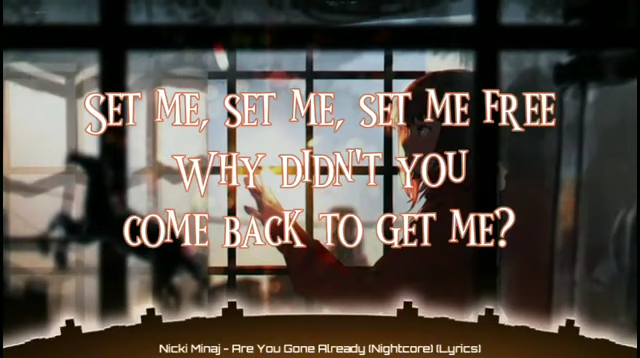 Set me, set me, set me free
Why didn't you
come back to get me?
Nicki Minaj - Are You Gone Already (Nightcore) (Lyrics)